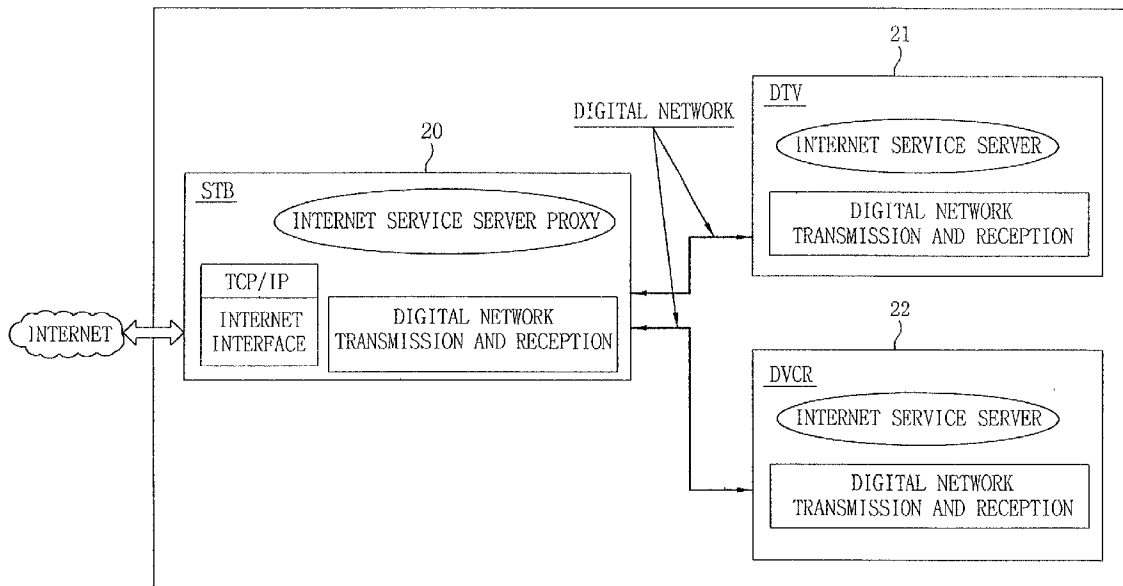 21
DTV
INTERNET SERVICE SERVER
DIGITAL NETWORK
TRANSMISSION AND RECEPTION
DIGITAL NETWORK
20
STB
INTERNET SERVICE SERVER PROXY
TCP/IP
INTERNET
INTERFACE
DIGITAL NETWORK
TRANSMISSION AND RECEPTION
INTERNET
22
DVCR
INTERNET SERVICE SERVER
DIGITAL NETWORK
TRANSMISSION AND RECEPTION